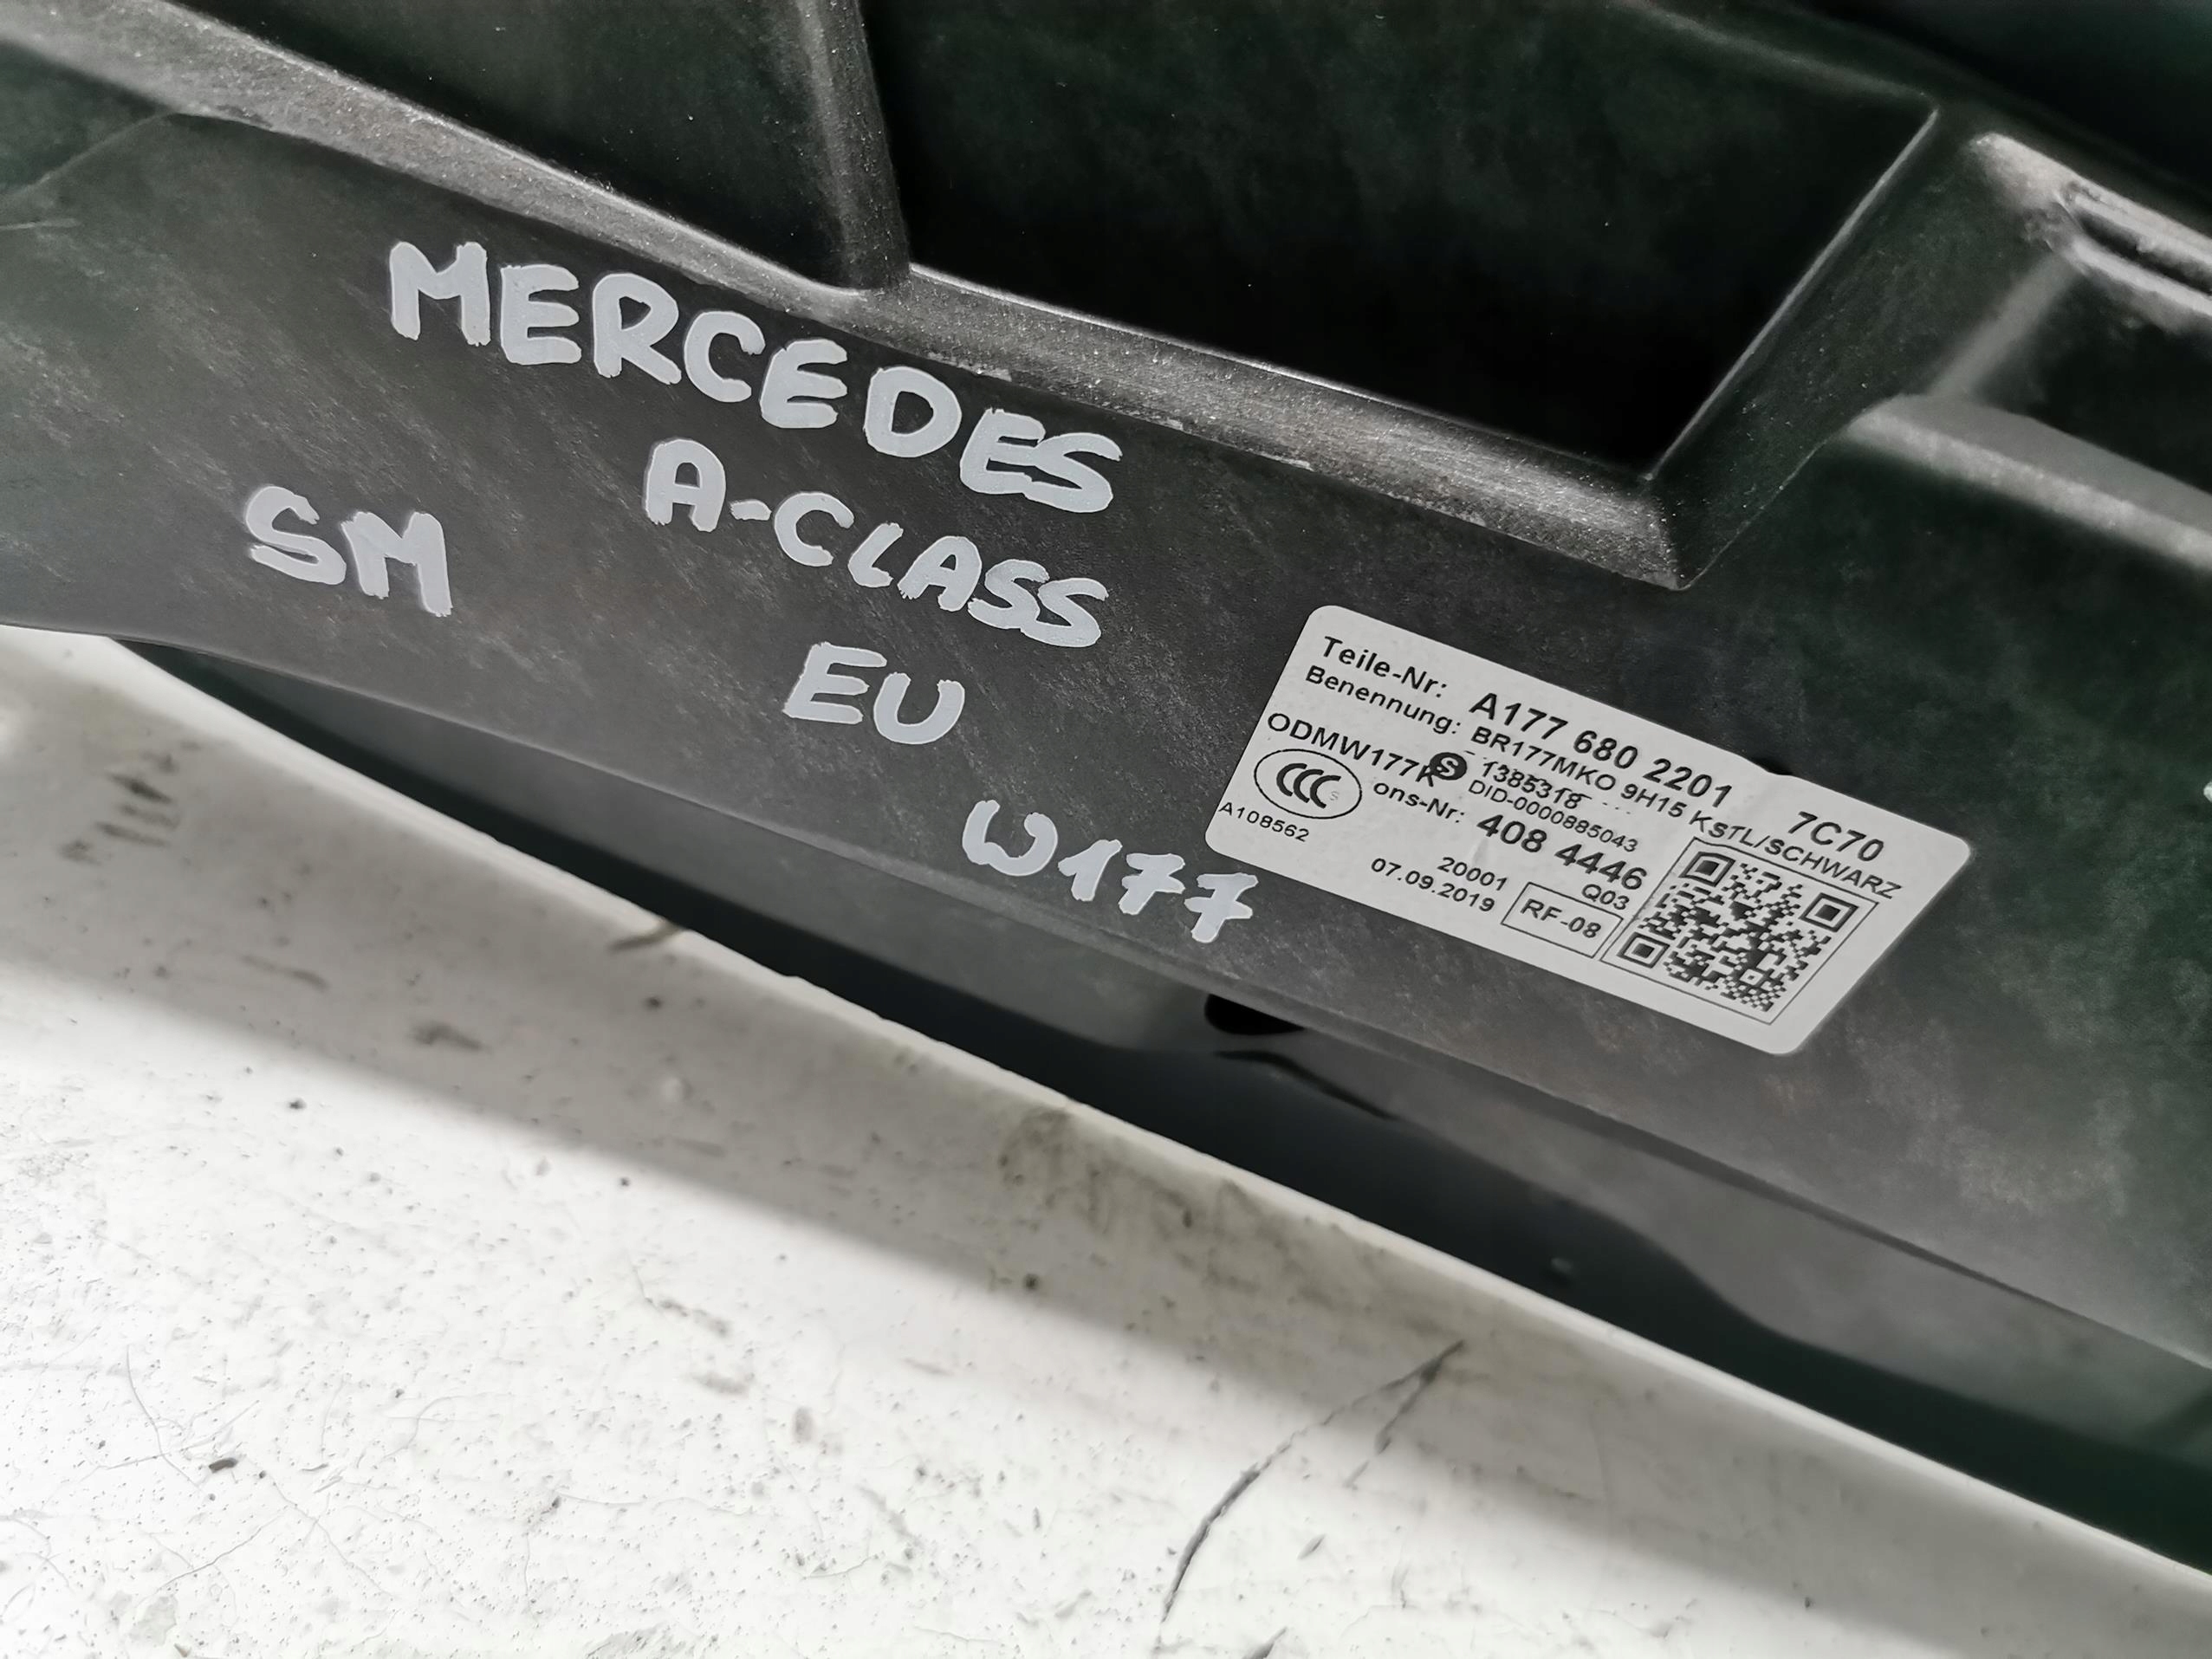 MERCEDES
A-CLASS
SM
EU
W177
Teile-Nr: A177 680 2201 7C70
Benennung: BR177MKO 9H15 KSTL/SCHWARZ
ODMW177K S 1385318
DID-0000885043
CCC S ons-Nr: 408 4446
A108562
20001 Q03
07.09.2019 RF-08